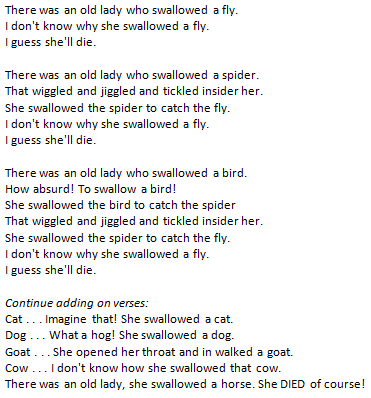 There was an old lady who swallowed a fly.
I don't know why she swallowed a fly.
I guess she'll die.

There was an old lady who swallowed a spider.
That wiggled and jiggled and tickled insider her.
She swallowed the spider to catch the fly.
I don't know why she swallowed a fly.
I guess she'll die.

There was an old lady who swallowed a bird.
How absurd! To swallow a bird!
She swallowed the bird to catch the spider
That wiggled and jiggled and tickled insider her.
She swallowed the spider to catch the fly.
I don't know why she swallowed a fly.
I guess she'll die.

Continue adding on verses:
Cat . . . Imagine that! She swallowed a cat.
Dog . . . What a hog! She swallowed a dog.
Goat . . . She opened her throat and in walked a goat.
Cow . . . I don't know how she swallowed that cow.
There was an old lady, she swallowed a horse. She DIED of course!